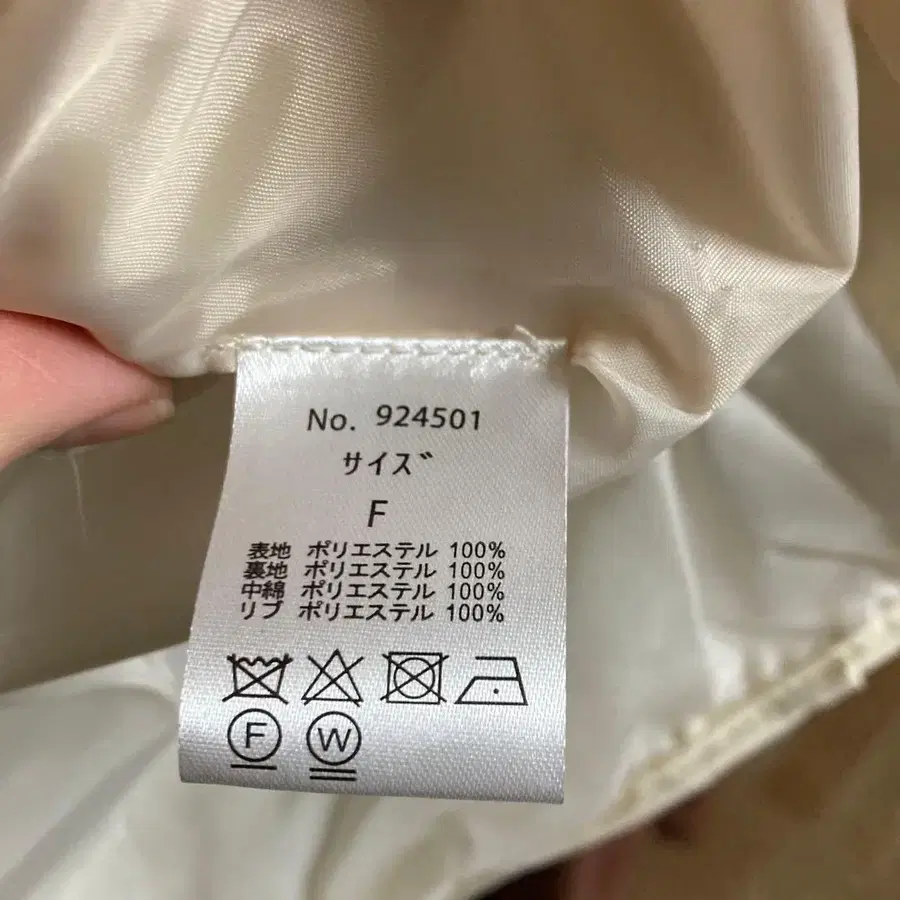 No. 924501
サイズ
F
表地 ポリエステル 100%
裏地 ポリエステル 100%
中綿 ポリエステル 100%
リブ ポリエステル 100%
F
W